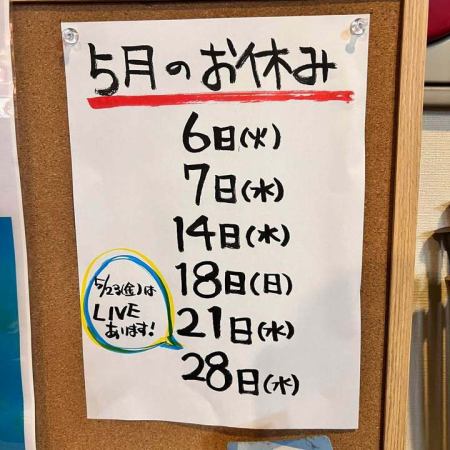 5月のお休み
6日(火)
7日(水)
14日(水)
18日(日)
21日(水)
28日(水)
5/23(金)は
LIVE
あります!